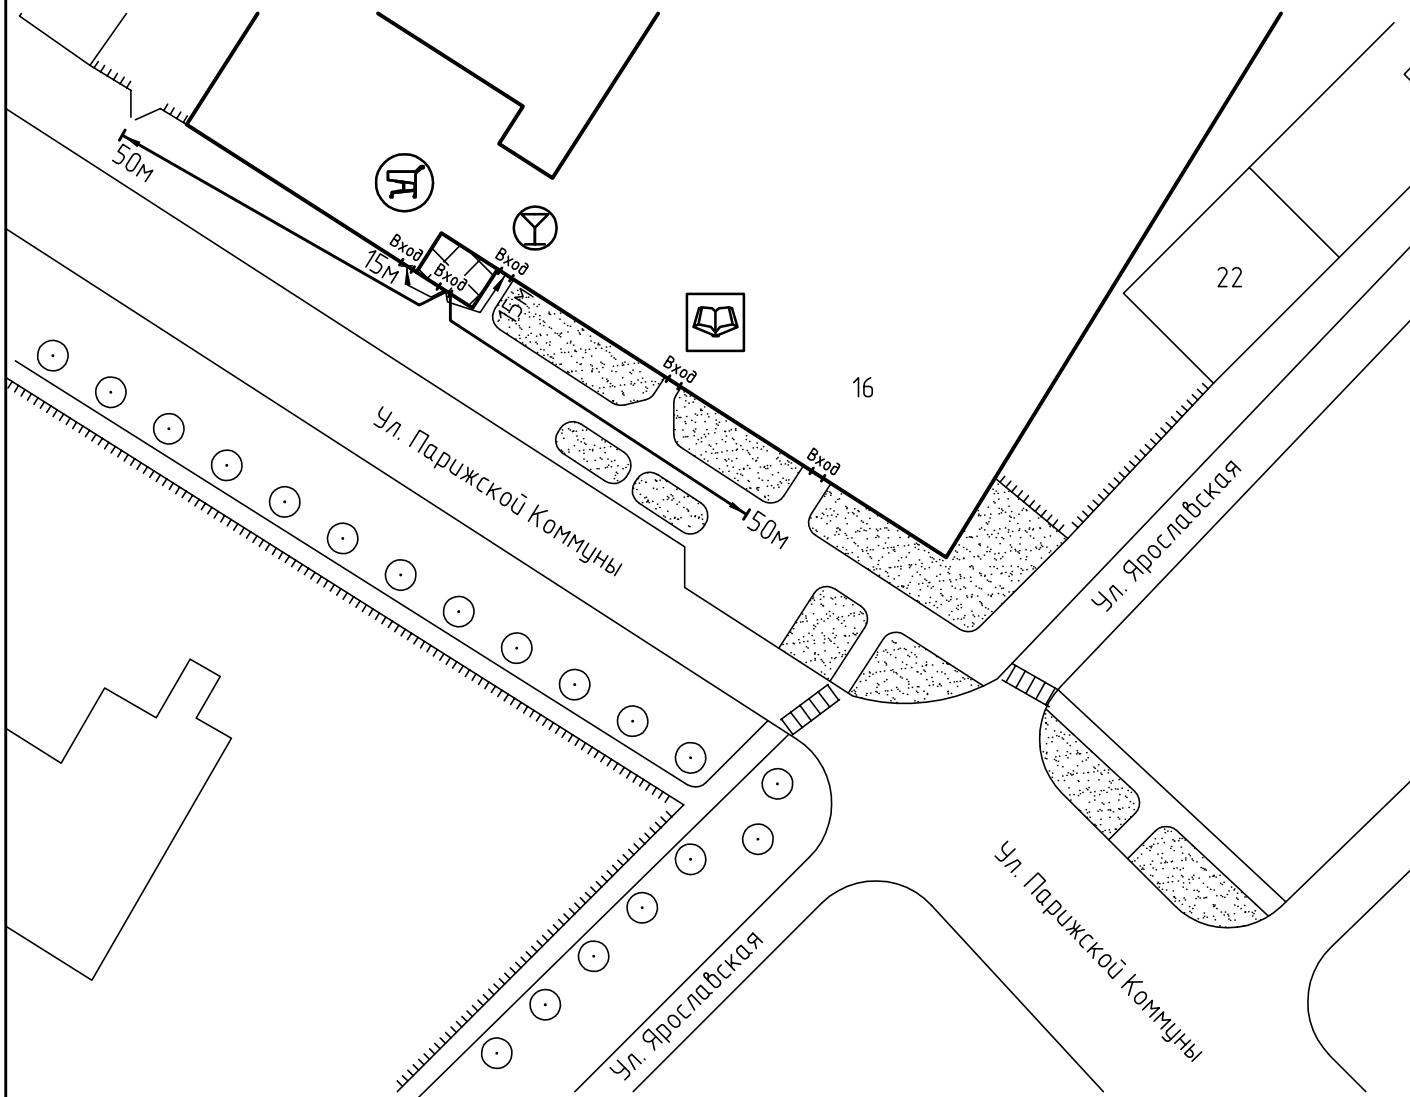 50м
Вход
15м
Вход
Вход
15м
22
Вход
16
Вход
50м
Ул. Парижской Коммуны
Ул. Ярославская
Ул. Парижской Коммуны
Ул. Ярославская